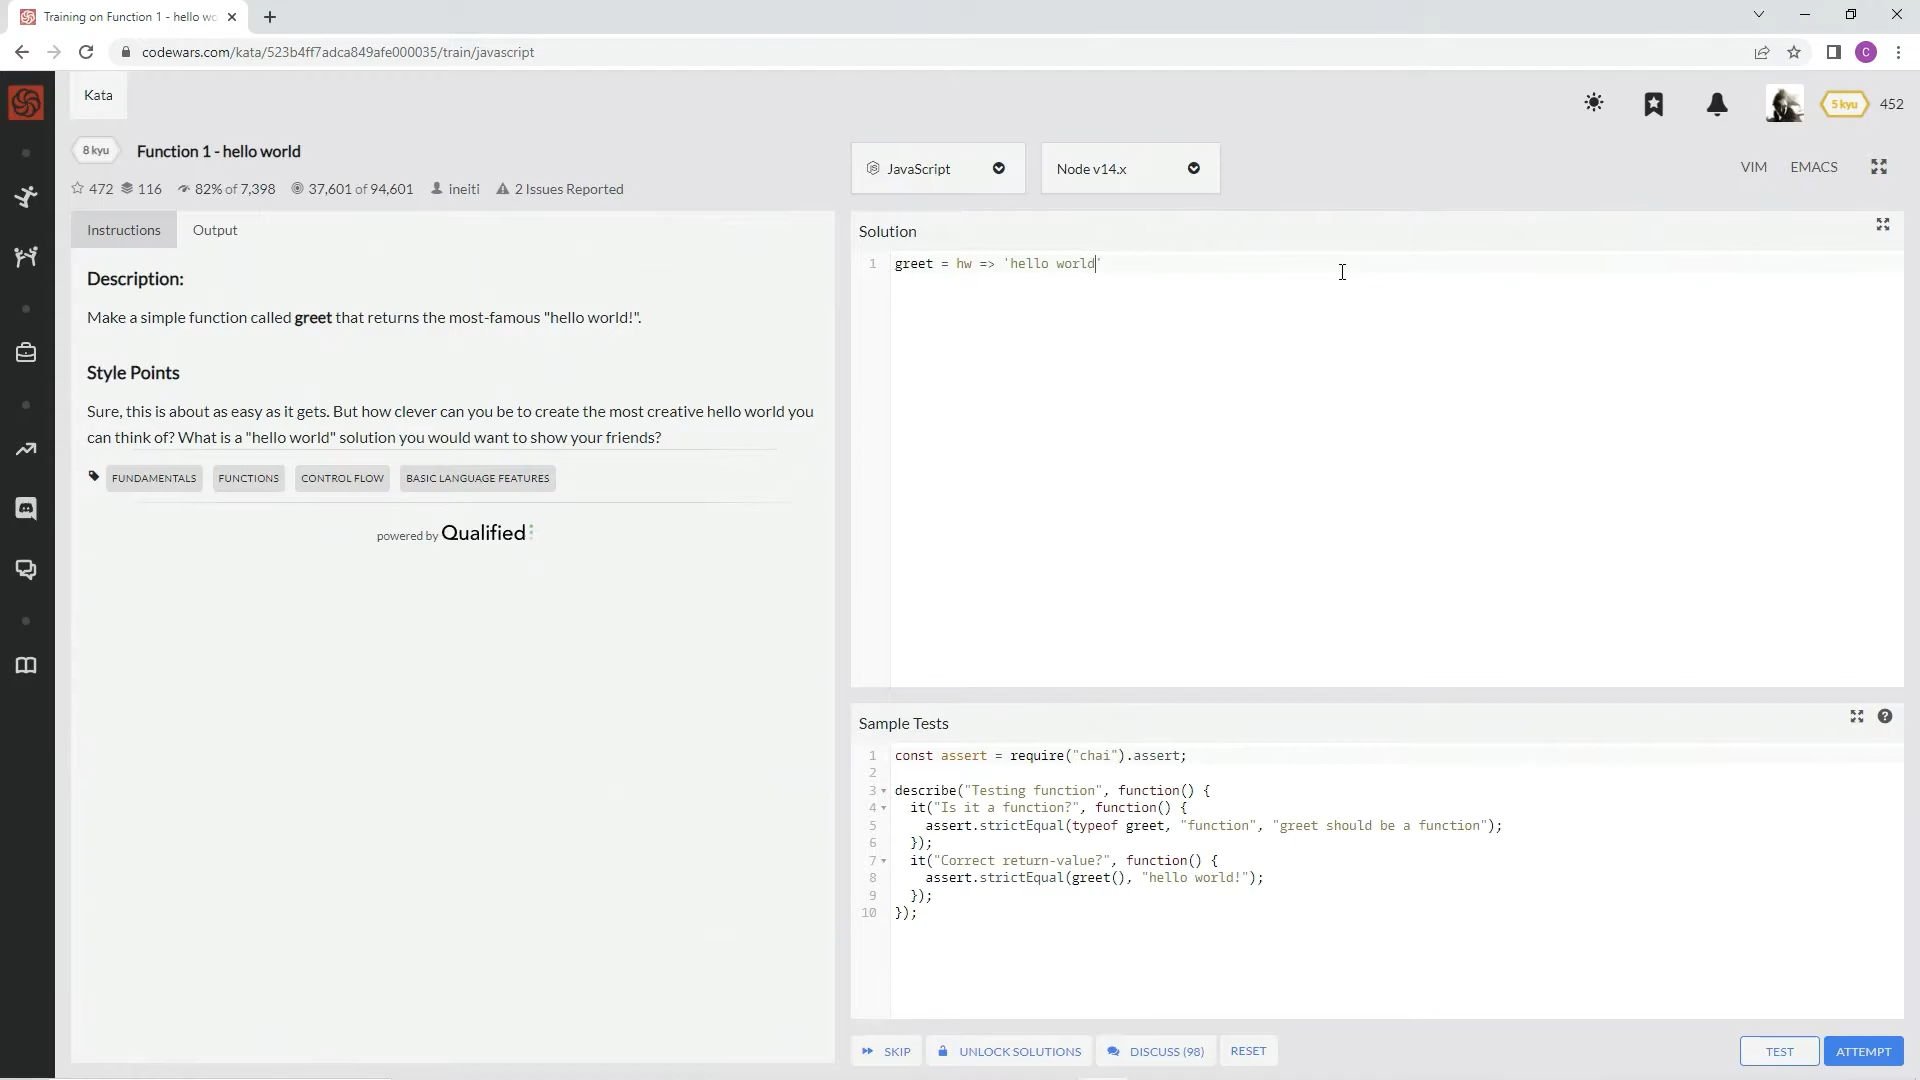 Training on Function 1 - hello wo
codewars.com/kata/523b4ff7adca849afe000035/train/javascript
C
Kata
5 kyu
452
8 kyu
Function 1 - hello world
472
116
82% of 7,398
37,601 of 94,601
ineiti
2 Issues Reported
JavaScript
Node v14.x
VIM
EMACS
Instructions
Output
Description:
Make a simple function called greet that returns the most-famous "hello world!".
Style Points
Sure, this is about as easy as it gets. But how clever can you be to create the most creative hello world you
can think of? What is a "hello world" solution you would want to show your friends?
FUNDAMENTALS
FUNCTIONS
CONTROL FLOW
BASIC LANGUAGE FEATURES
powered by Qualified
Solution
1 greet = hw => 'hello world'
Sample Tests
1 const assert = require("chai").assert;
2
3 describe("Testing function", function() {
4 it("Is it a function?", function() {
5 assert.strictEqual(typeof greet, "function", "greet should be a function");
6 });
7 it("Correct return-value?", function() {
8 assert.strictEqual(greet(), "hello world!");
9 });
10 });
SKIP
UNLOCK SOLUTIONS
DISCUSS (98)
RESET
TEST
ATTEMPT